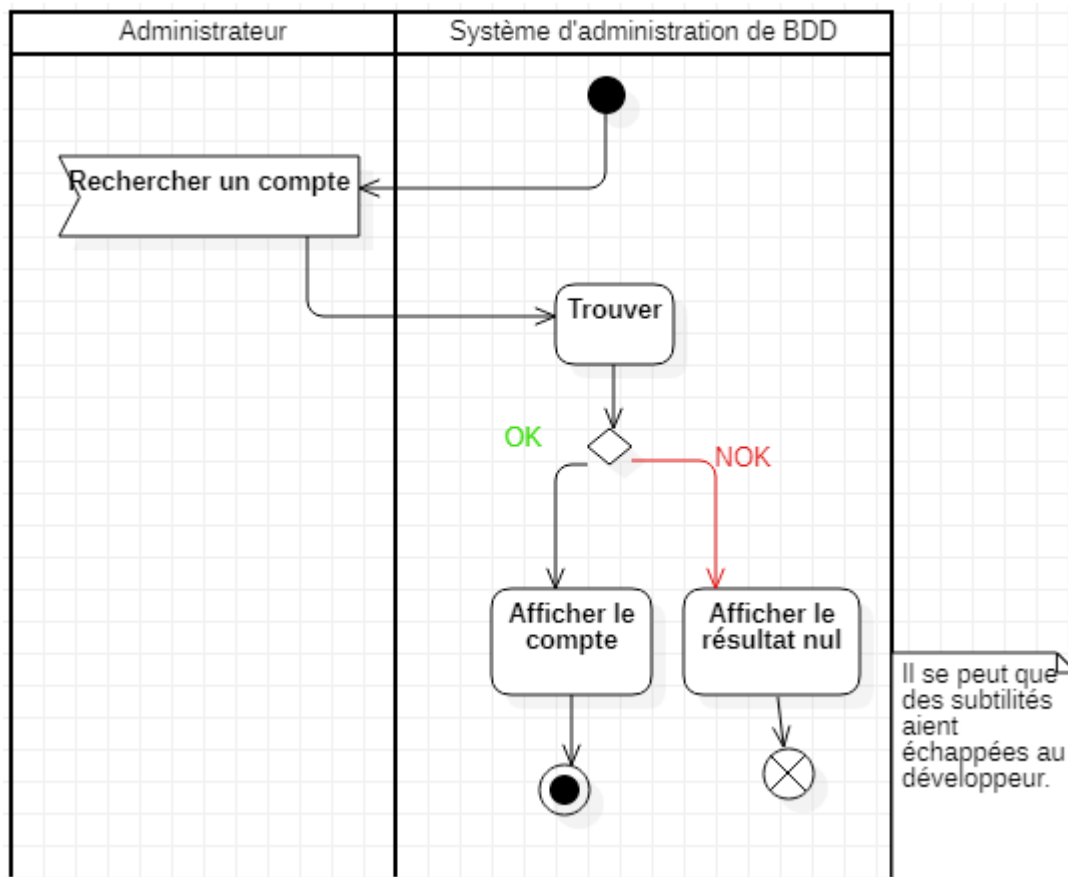 Administrateur
Système d'administration de BDD
Rechercher un compte
Trouver
OK
NOK
Afficher le
compte
Afficher le
résultat nul
Il se peut que
des subtilités
aient
échappées au
développeur.